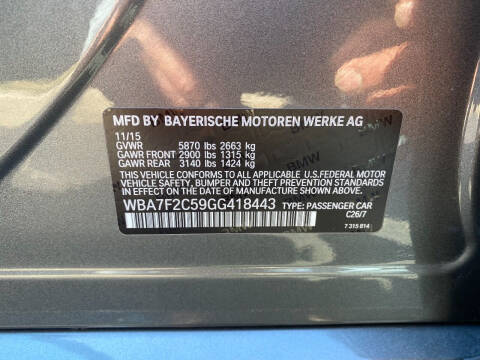 MFD BY BAYERISCHE MOTOREN WERKE AG
11/15
GVWR 5870 lbs 2663 kg
GAWR FRONT 2900 lbs 1315 kg
GAWR REAR 3140 lbs 1424 kg
THIS VEHICLE CONFORMS TO ALL APPLICABLE U.S.FEDERAL MOTOR
VEHICLE SAFETY, BUMPER, AND THEFT PREVENTION STANDARDS
IN EFFECT ON THE DATE OF MANUFACTURE SHOWN ABOVE.
WBA7F2C59GG418443 TYPE: PASSENGER CAR
C26/7
7 315 814